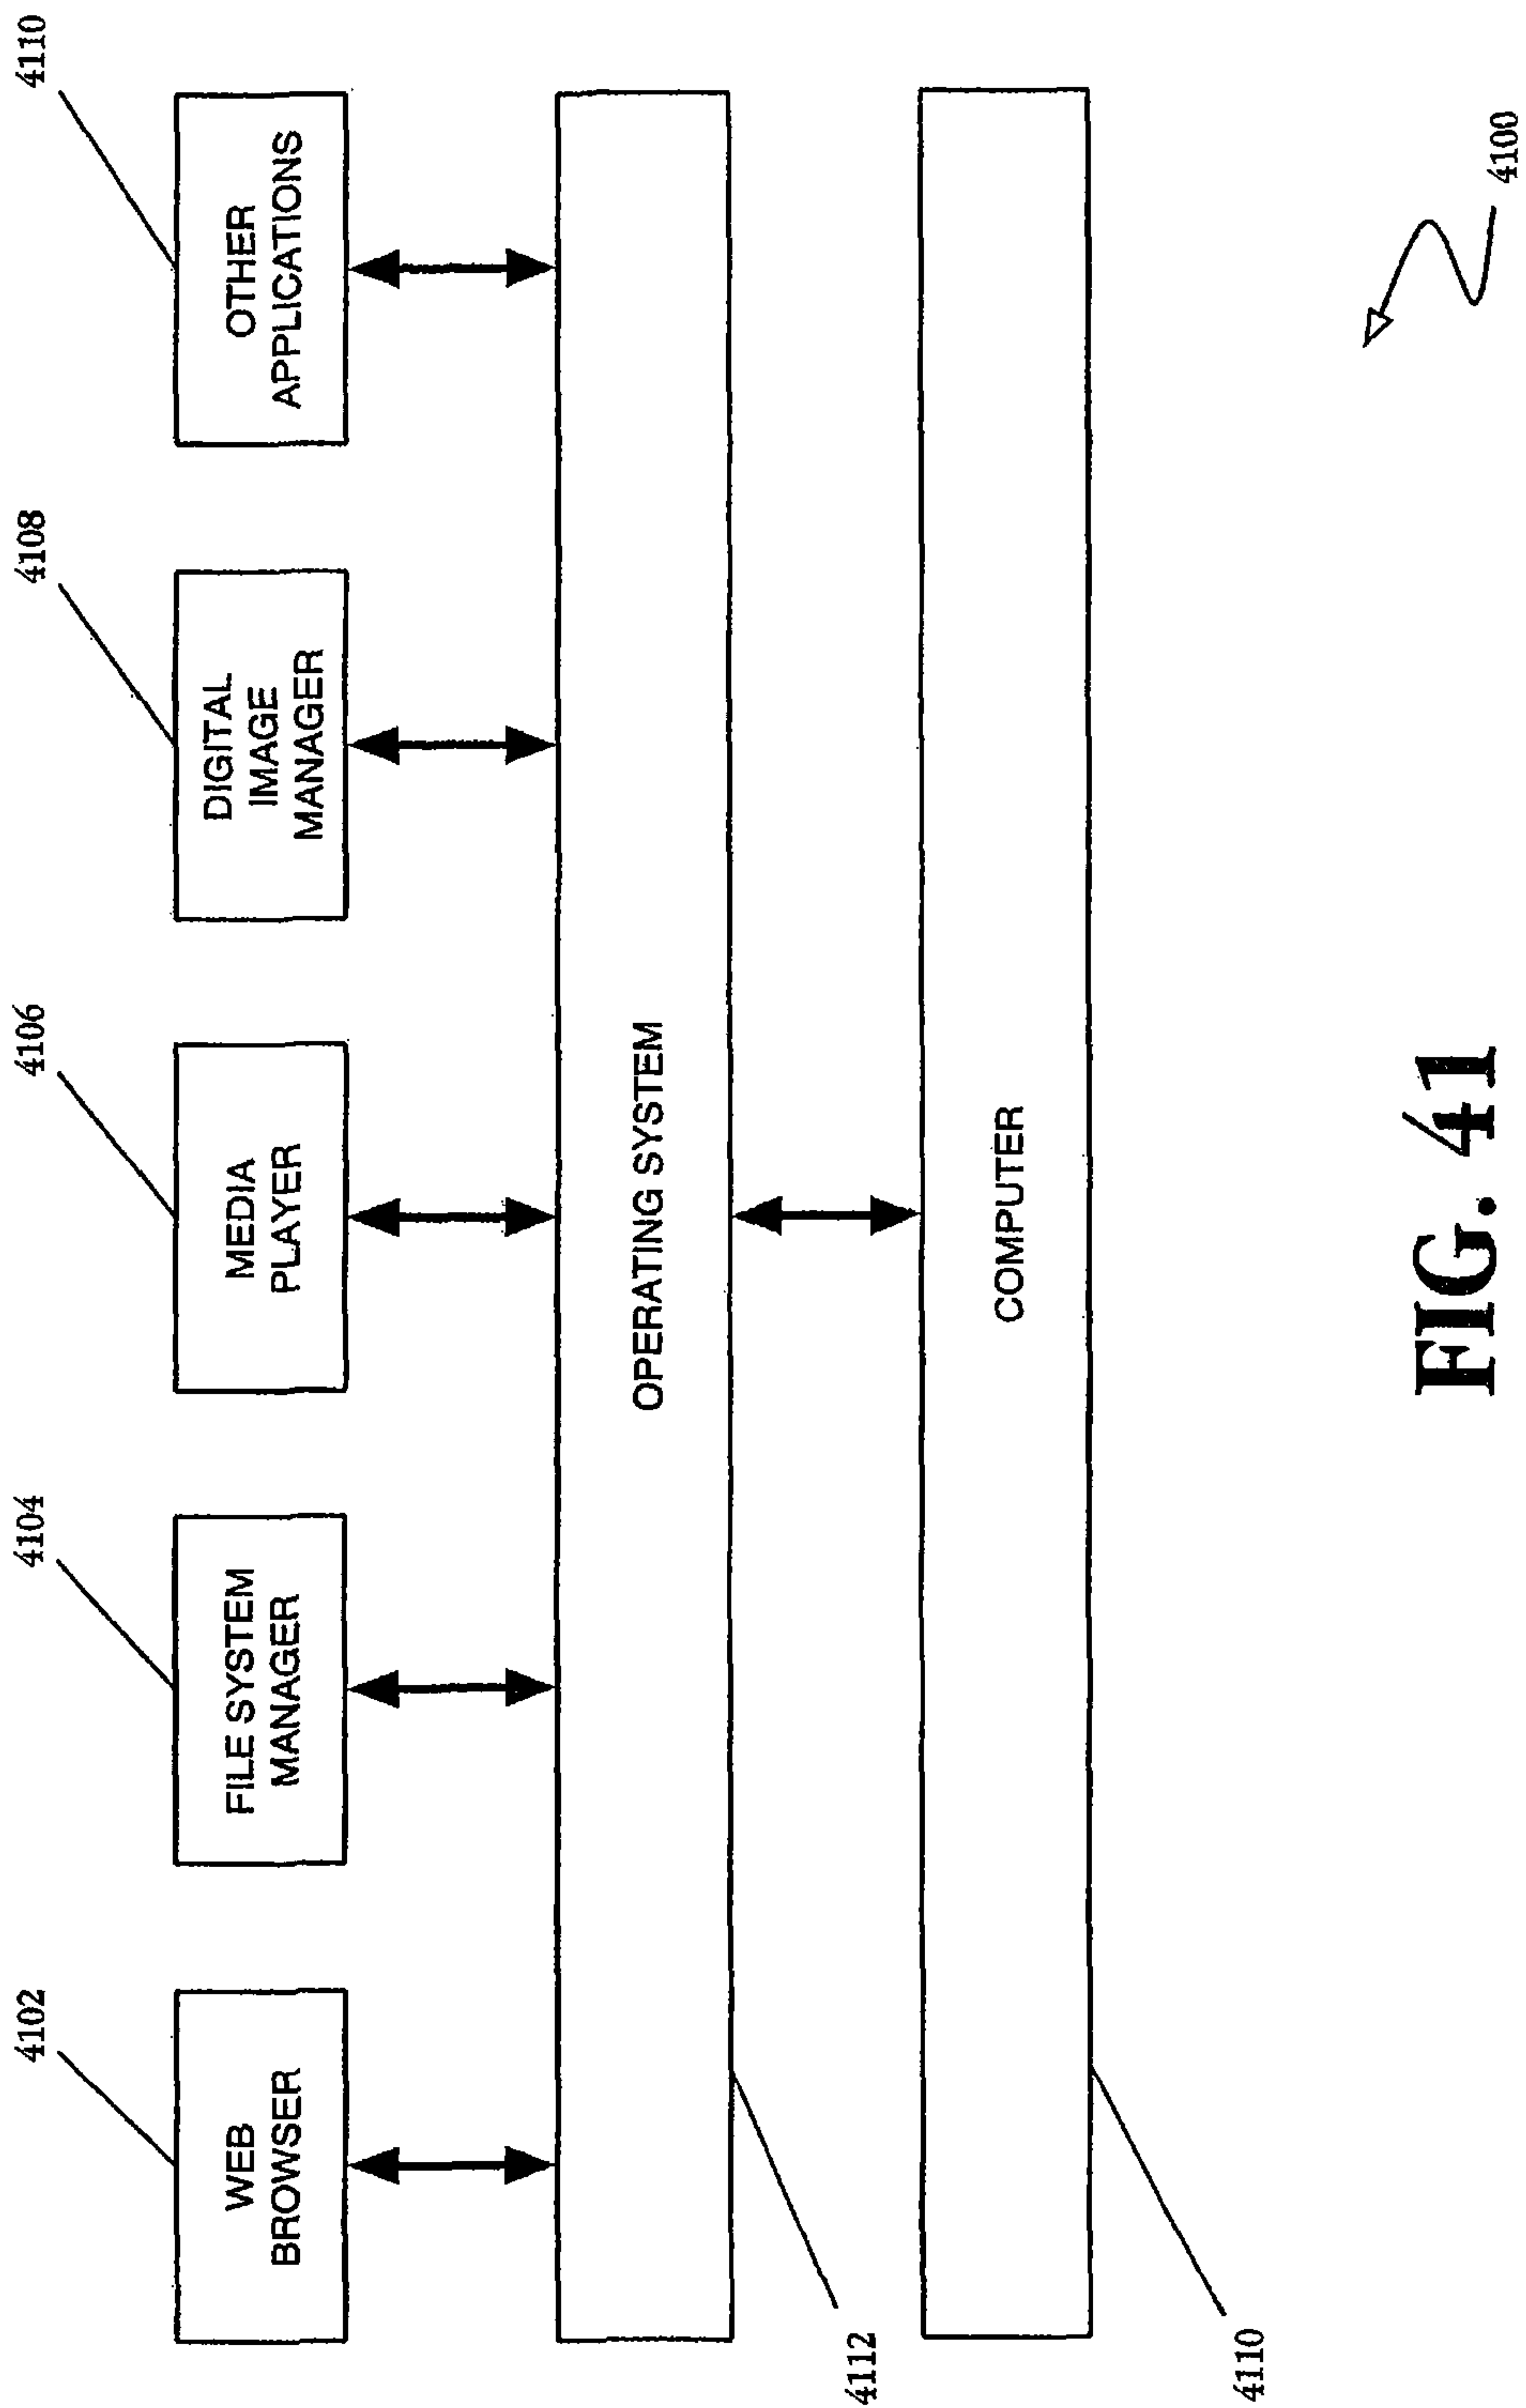 4102
4104
4106
4108
4110
WEB
BROWSER
FILE SYSTEM
MANAGER
MEDIA
PLAYER
DIGITAL
IMAGE
MANAGER
OTHER
APPLICATIONS
OPERATING SYSTEM
4112
COMPUTER
4110
4100
FIG. 41